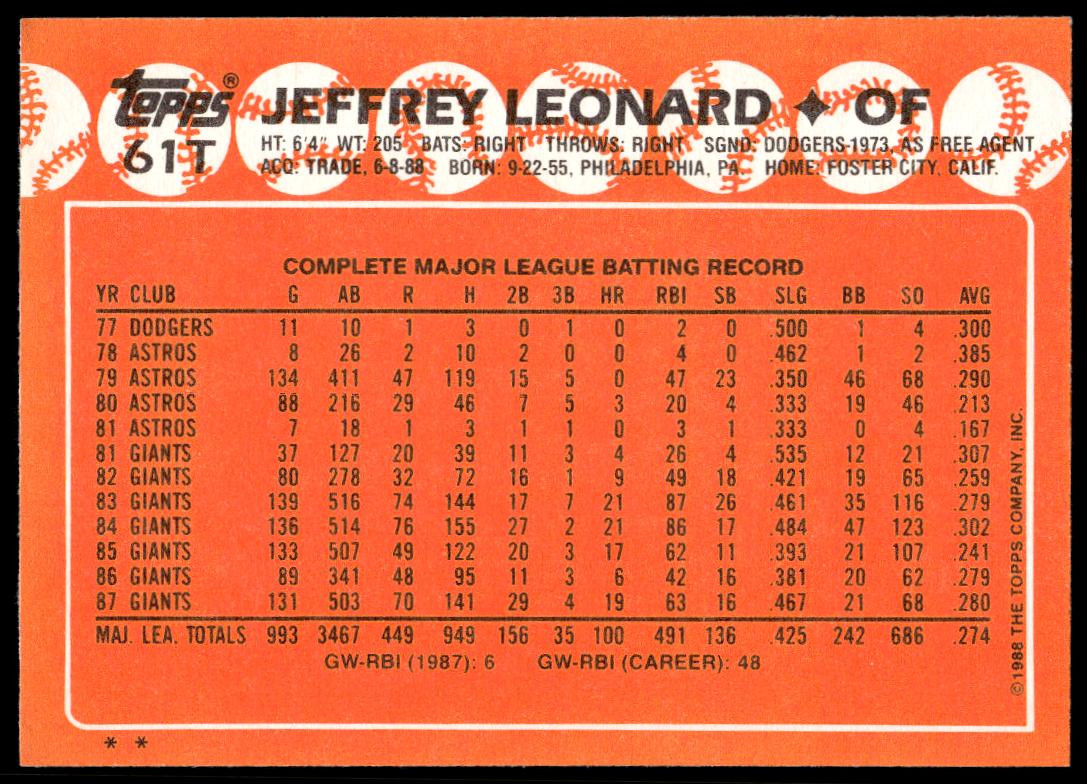 topps® JEFFREY LEONARD ♦ OF
61T
HT: 6'4" WT: 205 BATS: RIGHT THROWS: RIGHT SGND: DODGERS-1973, AS FREE AGENT
ACQ: TRADE, 6-8-88 BORN: 9-22-55, PHILADELPHIA, PA. HOME: FOSTER CITY, CALIF.
COMPLETE MAJOR LEAGUE BATTING RECORD
YR CLUB G AB R H 2B 3B HR RBI SB SLG BB SO AVG
77 DODGERS 11 10 1 3 0 1 0 2 0 .500 1 4 .300
78 ASTROS 8 26 2 10 2 0 0 4 0 .462 1 2 .385
79 ASTROS 134 411 47 119 15 5 0 47 23 .350 46 68 .290
80 ASTROS 88 216 29 46 7 5 3 20 4 .333 19 46 .213
81 ASTROS 7 18 1 3 1 1 0 3 1 .333 0 4 .167
81 GIANTS 37 127 20 39 11 3 4 26 4 .535 12 21 .307
82 GIANTS 80 278 32 72 16 1 9 49 18 .421 19 65 .259
83 GIANTS 139 516 74 144 17 7 21 87 26 .461 35 116 .279
84 GIANTS 136 514 76 155 27 2 21 86 17 .484 47 123 .302
85 GIANTS 133 507 49 122 20 3 17 62 11 .393 21 107 .241
86 GIANTS 89 341 48 95 11 3 6 42 16 .381 20 62 .279
87 GIANTS 131 503 70 141 29 4 19 63 16 .467 21 68 .280
MAJ. LEA. TOTALS 993 3467 449 949 156 35 100 491 136 .425 242 686 .274
GW-RBI (1987): 6 GW-RBI (CAREER): 48
©1988 THE TOPPS COMPANY, INC.
* *